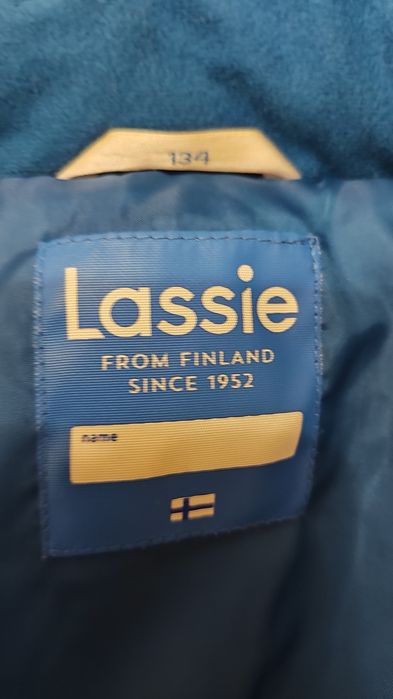 134
Lassie
FROM FINLAND
SINCE 1952
name